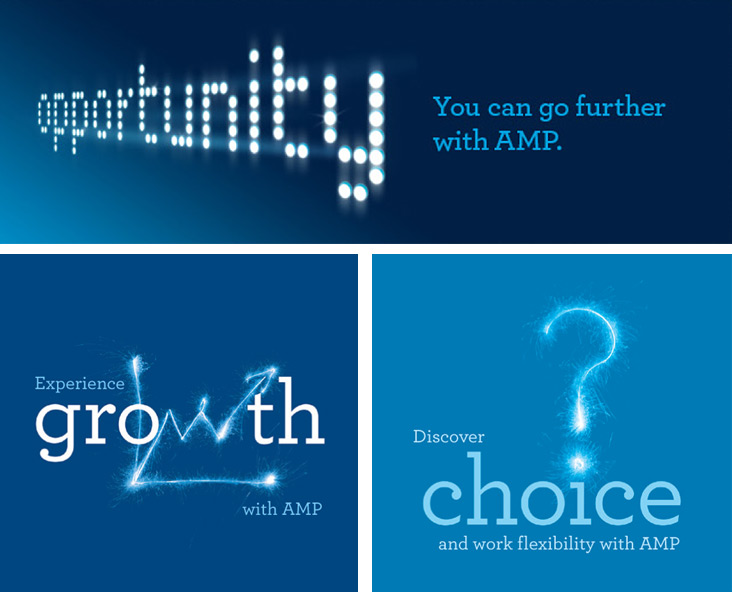 opportunity
You can go further
with AMP.
Experience
growth
with AMP
Discover
?
choice
and work flexibility with AMP